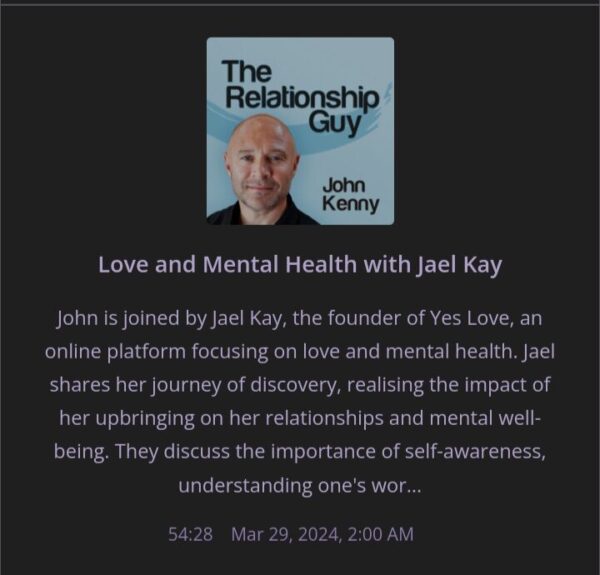 The
Relationship
Guy
John
Kenny
Love and Mental Health with Jael Kay
John is joined by Jael Kay, the founder of Yes Love, an
online platform focusing on love and mental health. Jael
shares her journey of discovery, realising the impact of
her upbringing on her relationships and mental well-
being. They discuss the importance of self-awareness,
understanding one's wor...
54:28 Mar 29, 2024, 2:00 AM